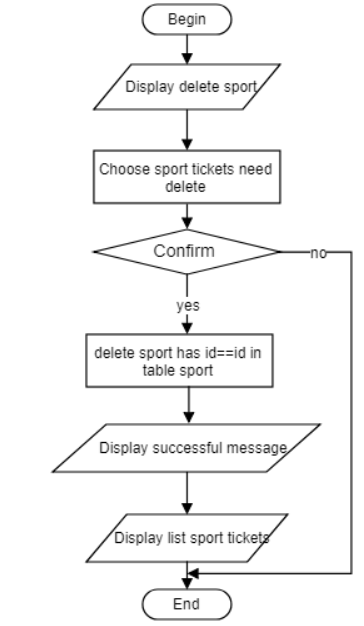 Begin
Display delete sport
Choose sport tickets need
delete
Confirm
no
yes
delete sport has id==id in
table sport
Display successful message
Display list sport tickets
End